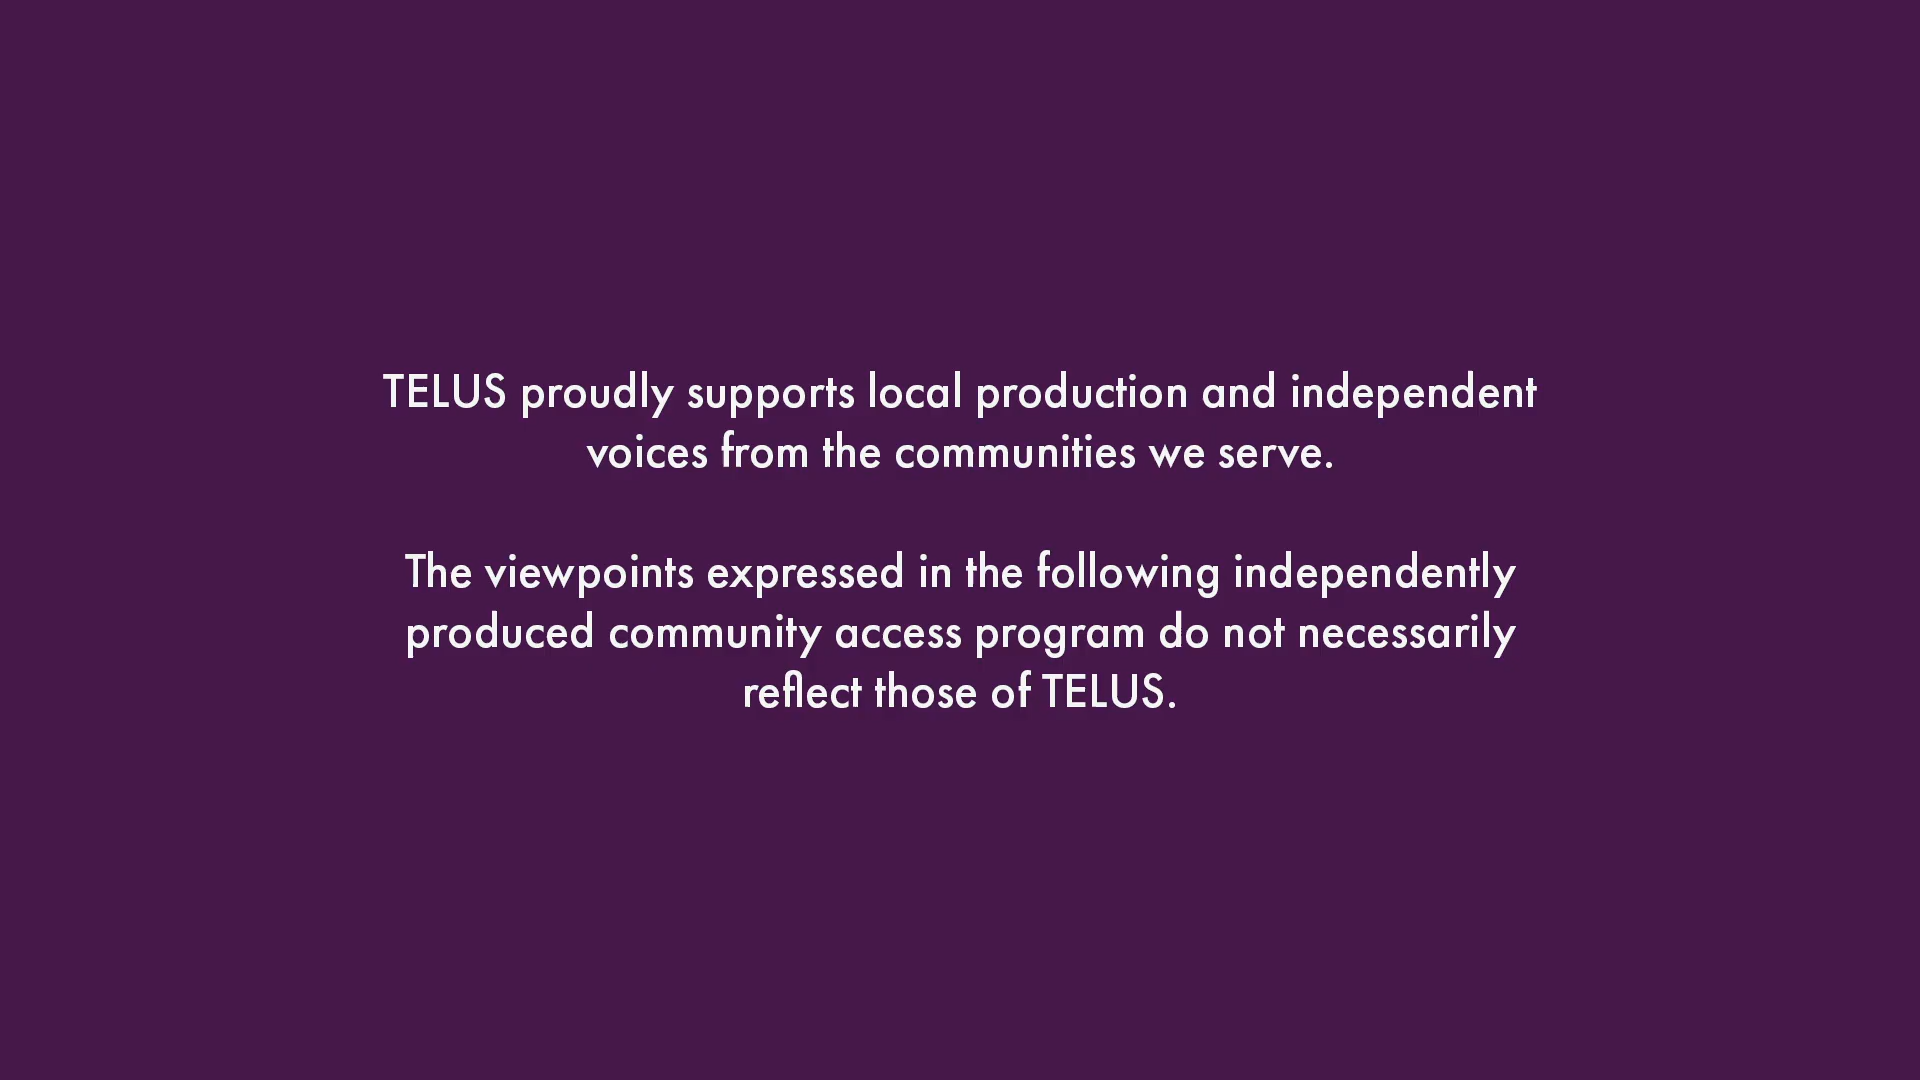 TELUS proudly supports local production and independent
voices from the communities we serve.
The viewpoints expressed in the following independently
produced community access program do not necessarily
reflect those of TELUS.